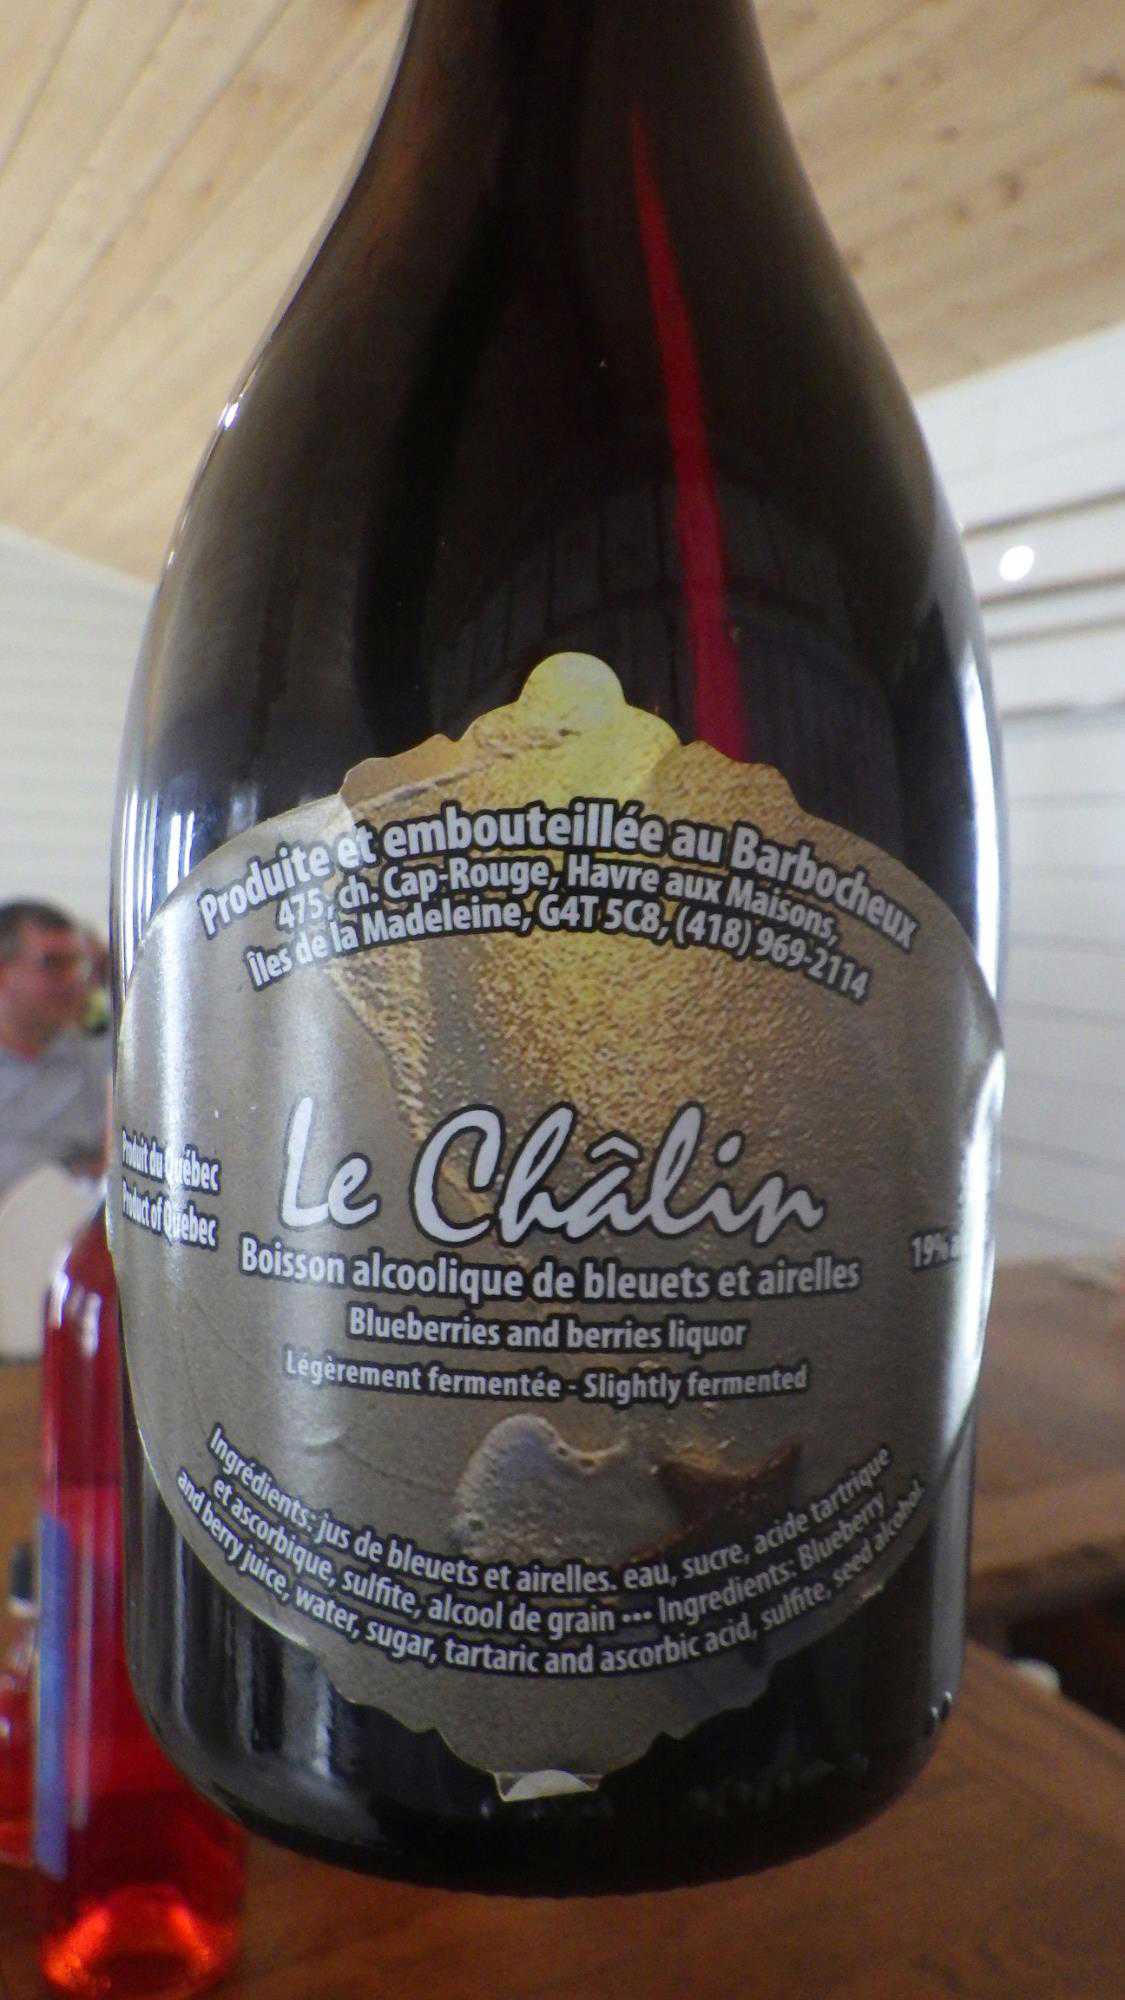 Produite et embouteillée au Barbocheux
475, ch. Cap-Rouge, Havre aux Maisons,
Îles de la Madeleine, G4T 5C8, (418) 969-2114
Produit du Québec
Product of Québec
Le Châlin
19%
Boisson alcoolique de bleuets et airelles
Blueberries and berries liquor
Légèrement fermentée - Slightly fermented
Ingrédients: jus de bleuets et airelles. eau, sucre, acide tartrique
et ascorbique, sulfite, alcool de grain ••• Ingredients: Blueberry
and berry juice, water, sugar, tartaric and ascorbic acid, sulfite, seed alcohol.